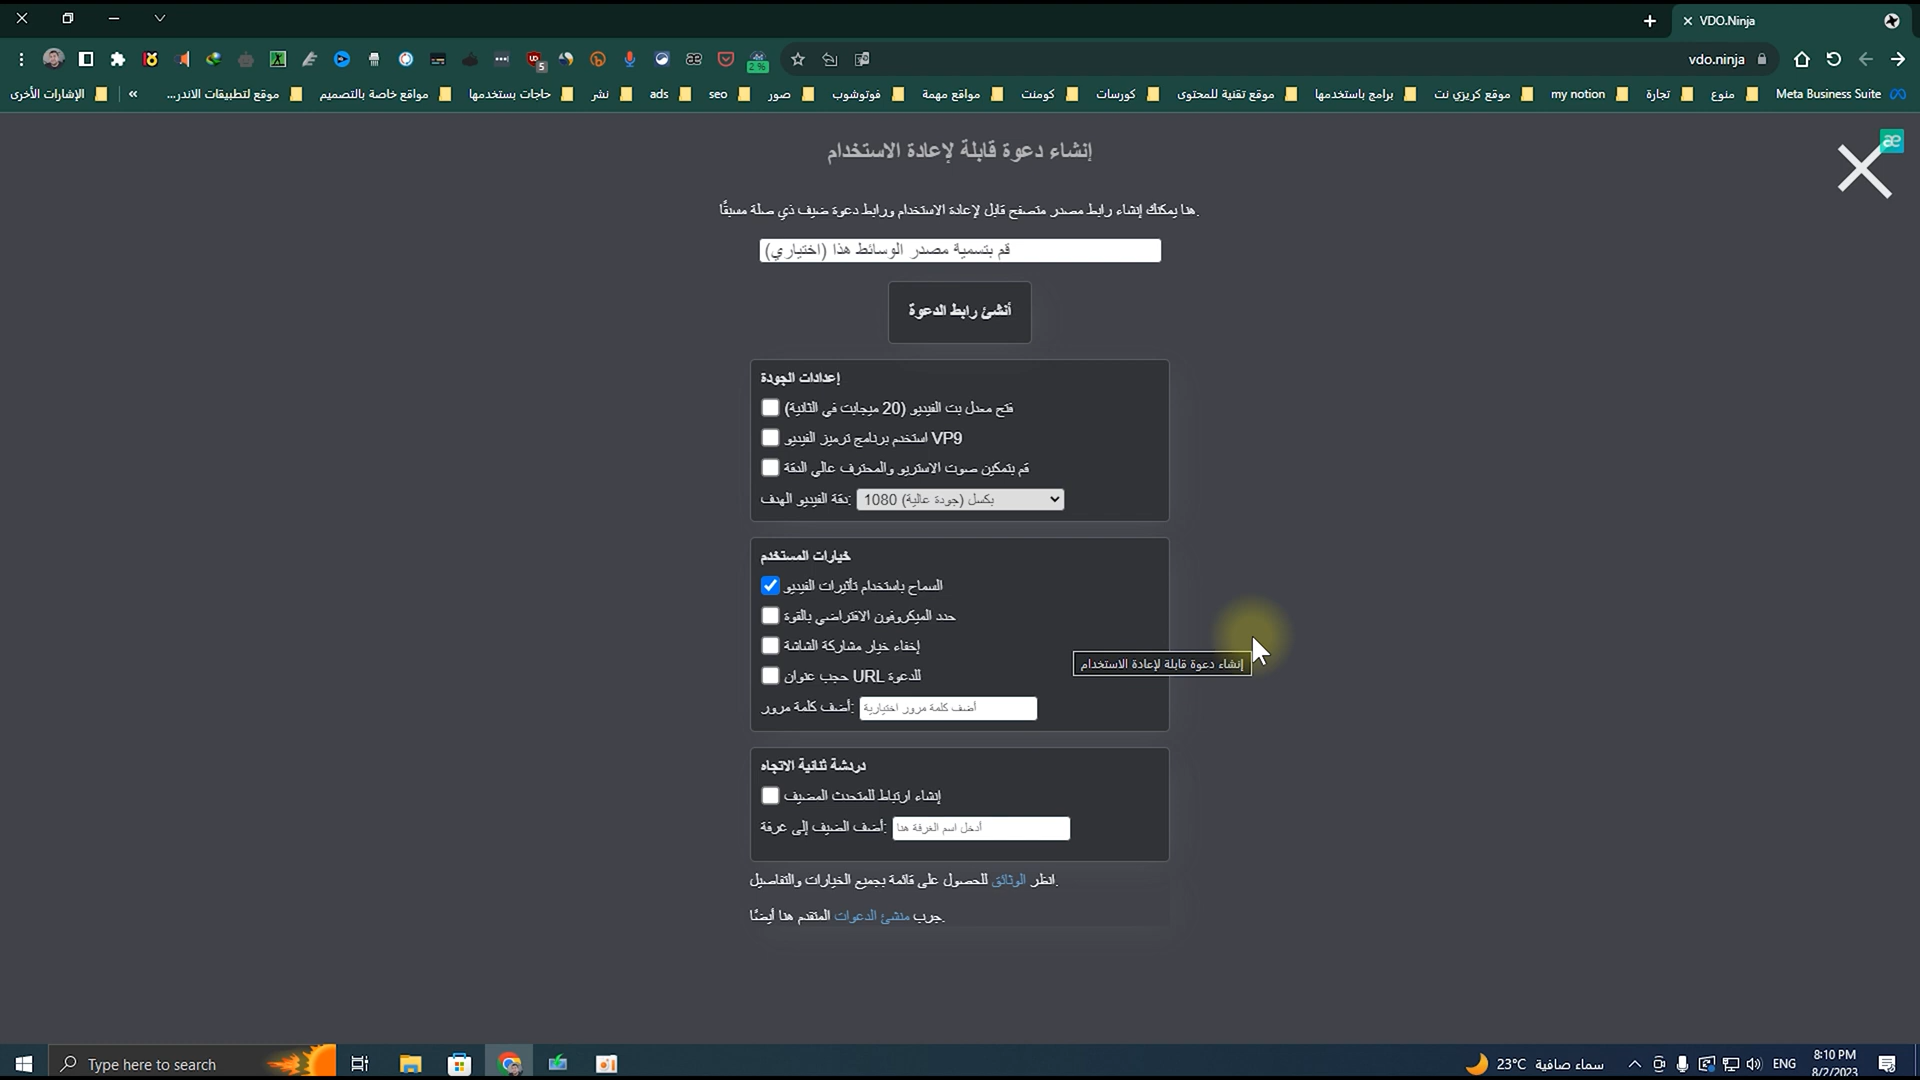 VDO.Ninja
5
2 %
vdo.ninja
الإشارات الأخرى
»
موقع لتطبيقات الاندر...
مواقع خاصة بالتصميم
حاجات بستخدمها
نشر
ads
seo
صور
فوتوشوب
مواقع مهمة
كومنت
كورسات
موقع تقنية للمحتوى
برامج باستخدمها
موقع كريزي نت
my notion
تجارة
منوع
Meta Business Suite
æ
إنشاء دعوة قابلة لإعادة الاستخدام
هنا يمكنك إنشاء رابط مصدر متصفح قابل لإعادة الاستخدام ورابط دعوة ضيف ذي صلة مسبقًا.
قم بتسمية مصدر الوسائط هذا (اختياري)
أنشئ رابط الدعوة
إعدادات الجودة
فتح معدل بت الفيديو (20 ميجابت في الثانية)
استخدم برنامج ترميز الفيديو VP9
قم بتمكين صوت الاستريو والمحترف عالي الدقة
دقة الفيديو الهدف:
1080 بكسل (جودة عالية)
خيارات المستخدم
السماح باستخدام تأثيرات الفيديو
حدد الميكروفون الافتراضي بالقوة
إخفاء خيار مشاركة الشاشة
حجب عنوان URL للدعوة
أضف كلمة مرور:
أضف كلمة مرور اختيارية
إنشاء دعوة قابلة لإعادة الاستخدام
دردشة ثنائية الاتجاه
إنشاء ارتباط للمتحدث المضيف
أضف الضيف إلى غرفة:
أدخل اسم الغرفة هنا
انظر الوثائق للحصول على قائمة بجميع الخيارات والتفاصيل.
جرب منشئ الدعوات المتقدم هنا أيضًا.
Type here to search
23°C سماء صافية
ENG
8:10 PM
8/2/2023